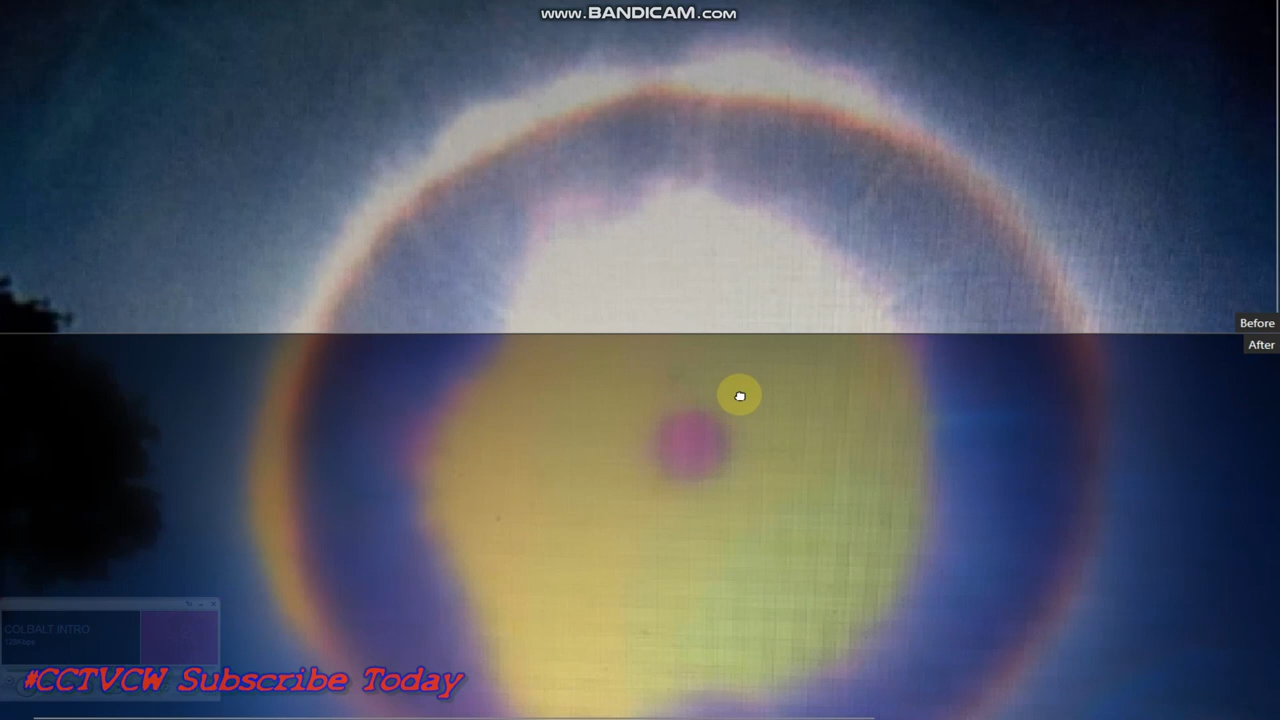 www.BANDICAM.com
Before
After
COLBALT INTRO
#CCTVCW Subscribe Today